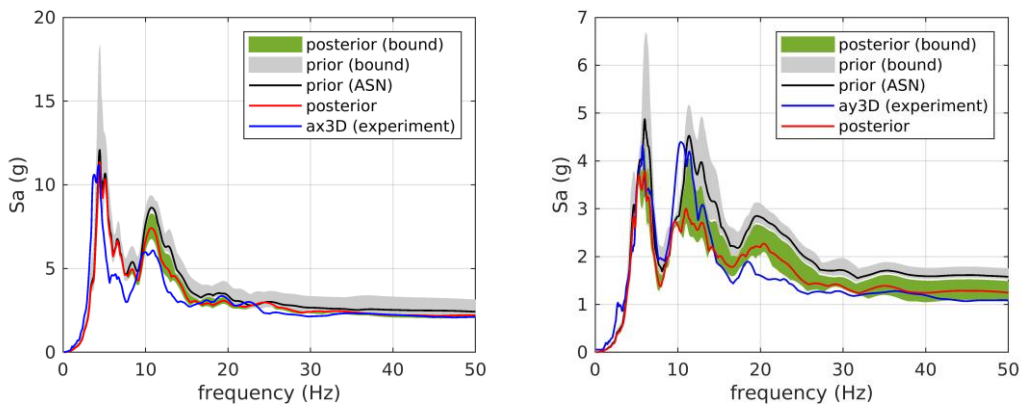 20
15
10
5
0
Sa (g)
0 10 20 30 40 50
frequency (Hz)
posterior (bound)
prior (bound)
prior (ASN)
posterior
ax3D (experiment)
7
6
5
4
3
2
1
0
Sa (g)
0 10 20 30 40 50
frequency (Hz)
posterior (bound)
prior (bound)
prior (ASN)
ay3D (experiment)
posterior